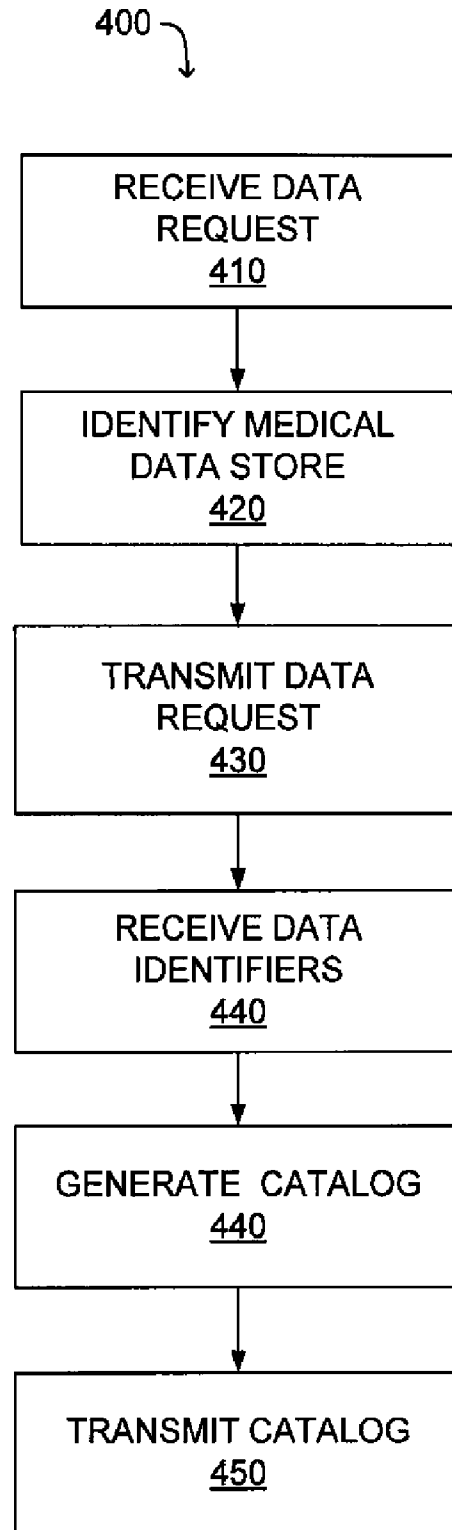 400
RECEIVE DATA
REQUEST
410
IDENTIFY MEDICAL
DATA STORE
420
TRANSMIT DATA
REQUEST
430
RECEIVE DATA
IDENTIFIERS
440
GENERATE CATALOG
440
TRANSMIT CATALOG
450